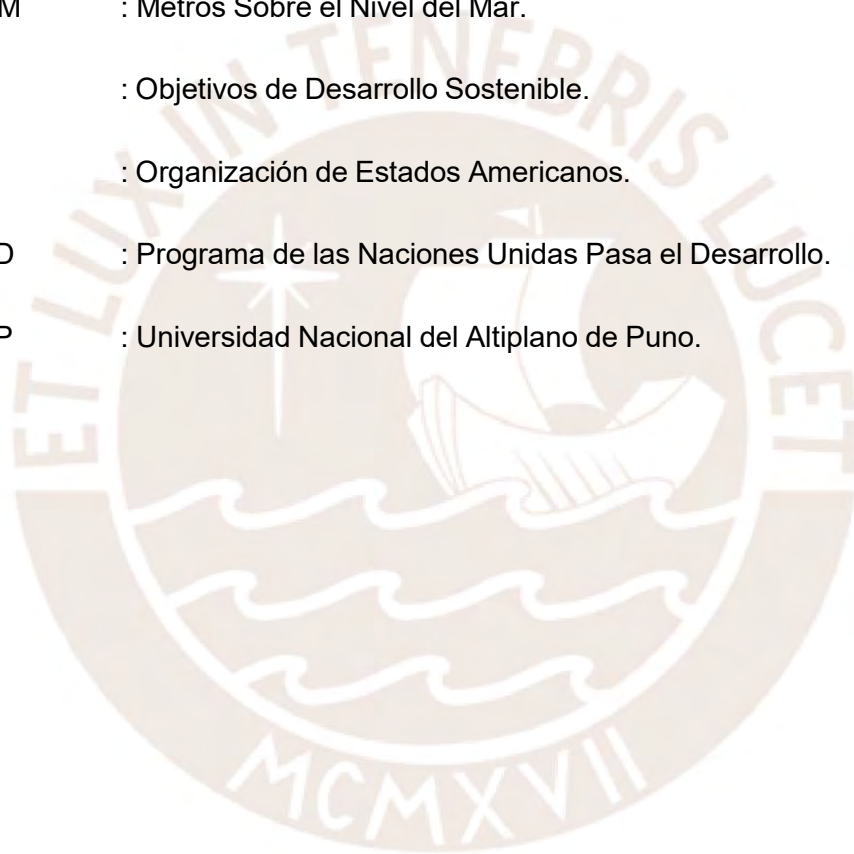 M : Metros Sobre el Nivel del Mar.
: Objetivos de Desarrollo Sostenible.
: Organización de Estados Americanos.
D : Programa de las Naciones Unidas Pasa el Desarrollo.
P : Universidad Nacional del Altiplano de Puno.
ET LUX IN TENEBRIS LUCET
MCMXVII